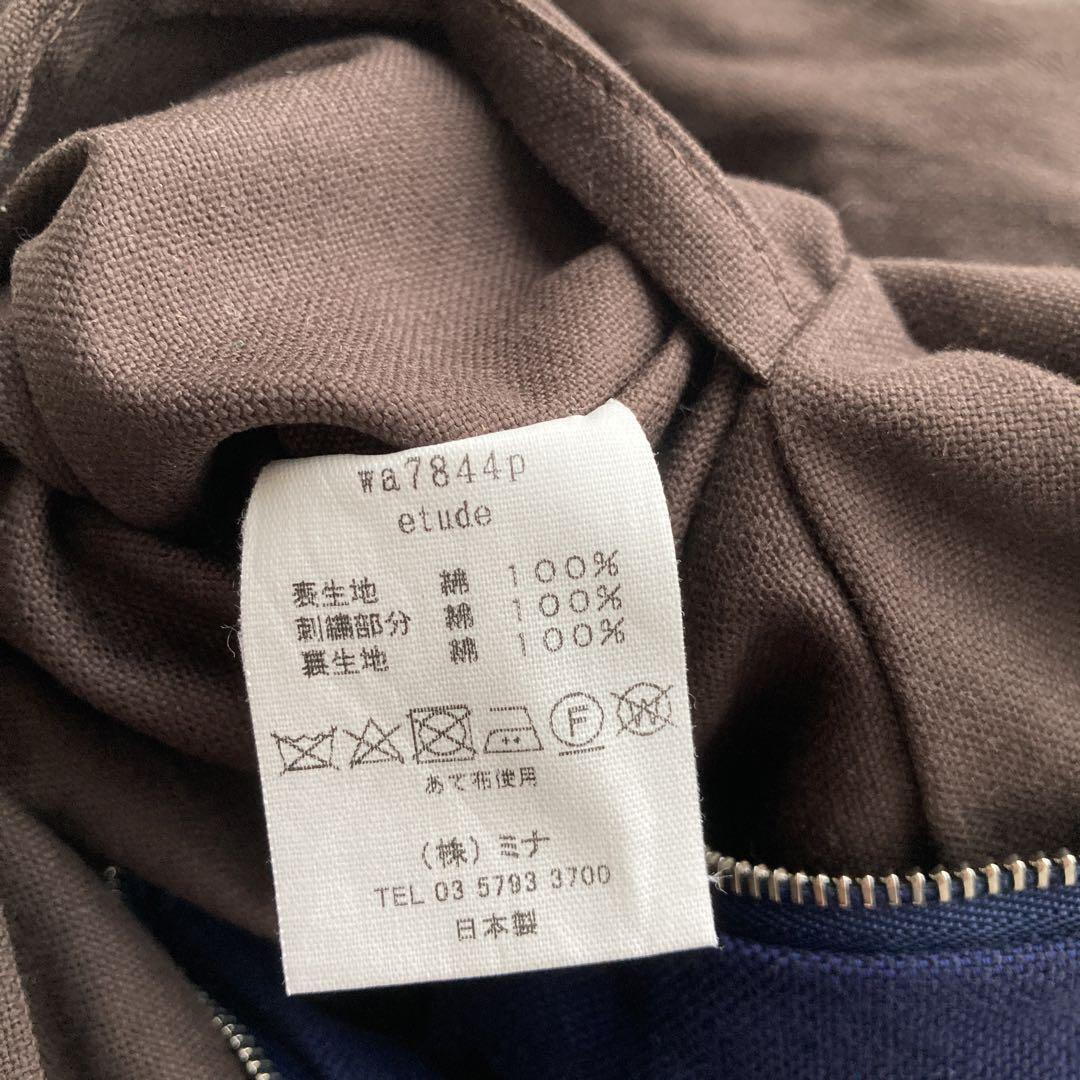 wa7844p
etude
表生地 綿 100%
刺繍部分 綿 100%
裏生地 綿 100%
F W
あて布使用
(株)ミナ
TEL 03 5793 3700
日本製